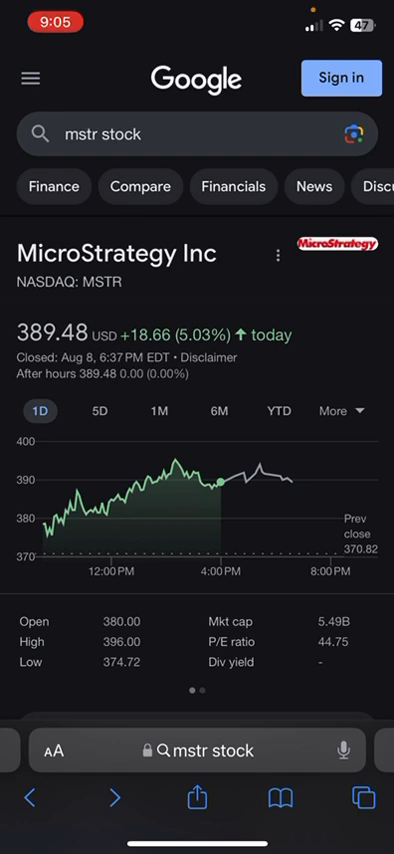 9:05
47
Google
Sign in
mstr stock
Finance
Compare
Financials
News
Discu
MicroStrategy Inc
MicroStrategy
NASDAQ: MSTR
389.48 USD +18.66 (5.03%) today
Closed: Aug 8, 6:37 PM EDT • Disclaimer
After hours 389.48 0.00 (0.00%)
1D
5D
1M
6M
YTD
More
400
390
380
370
Prev
close
370.82
12:00 PM
4:00 PM
8:00 PM
Open 380.00 Mkt cap 5.49B
High 396.00 P/E ratio 44.75
Low 374.72 Div yield -
AA
mstr stock